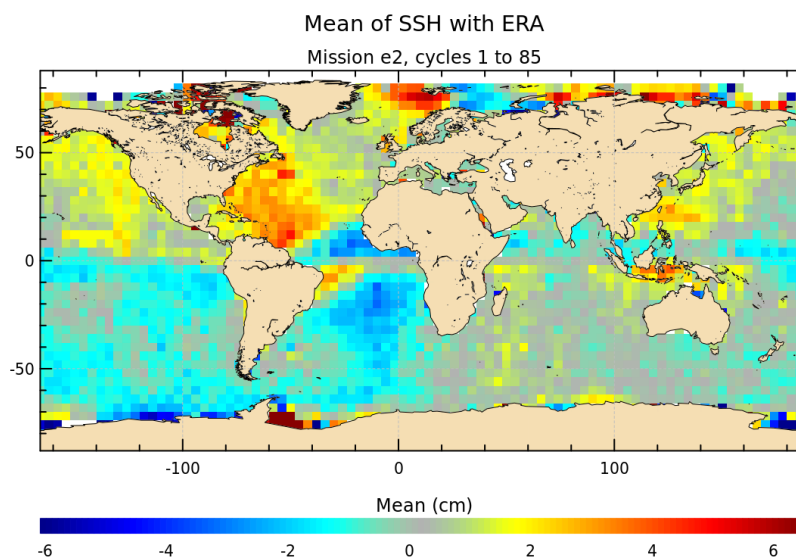 Mean of SSH with ERA
Mission e2, cycles 1 to 85
50
0
-50
-100 0 100
Mean (cm)
-6 -4 -2 0 2 4 6